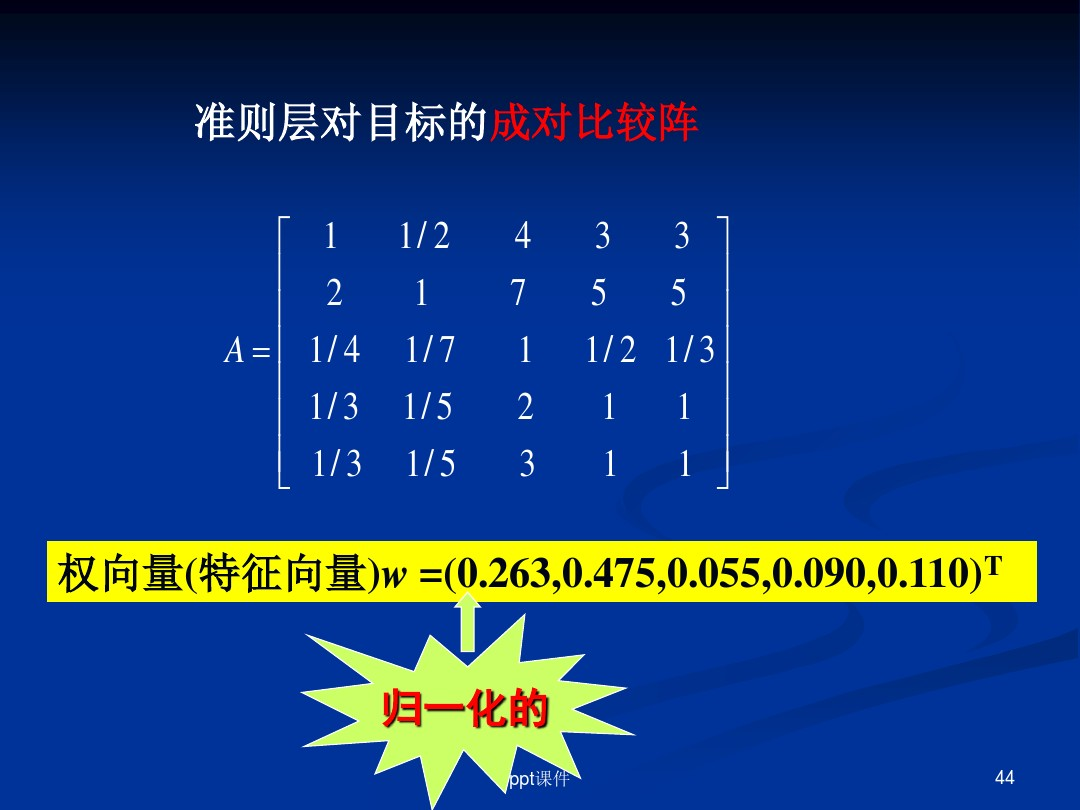 准则层对目标的成对比较阵
1 1/2 4 3 3
2 1 7 5 5
A = 1/4 1/7 1 1/2 1/3
1/3 1/5 2 1 1
1/3 1/5 3 1 1
权向量(特征向量)w =(0.263,0.475,0.055,0.090,0.110)T
归一化的
ppt课件
44